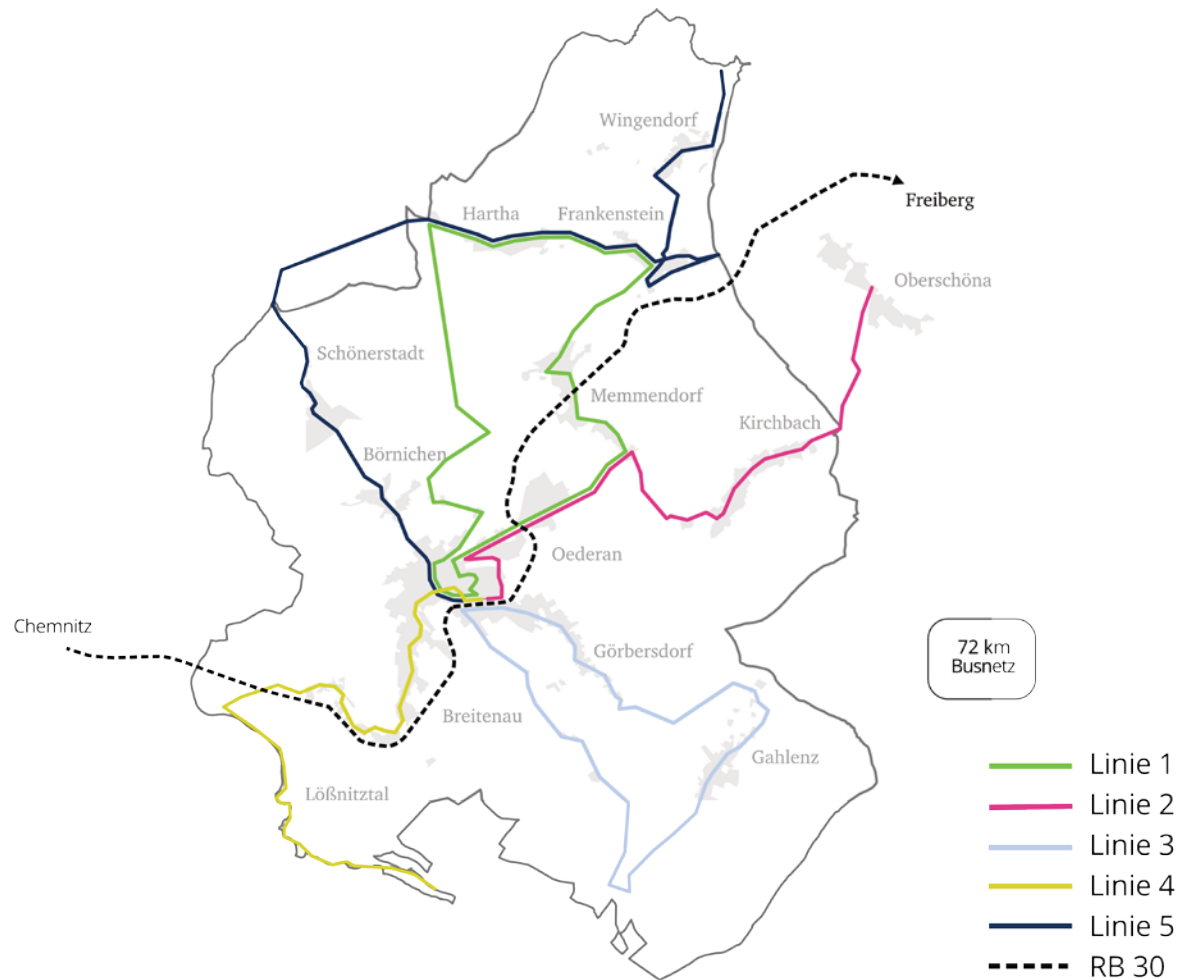 Wingendorf
Freiberg
Hartha
Frankenstein
Oberschöna
Schönerstadt
Memmendorf
Kirchbach
Börnichen
Oederan
Chemnitz
Görbersdorf
72 km
Busnetz
Breitenau
Gahlenz
Lößnitztal
Linie 1
Linie 2
Linie 3
Linie 4
Linie 5
RB 30